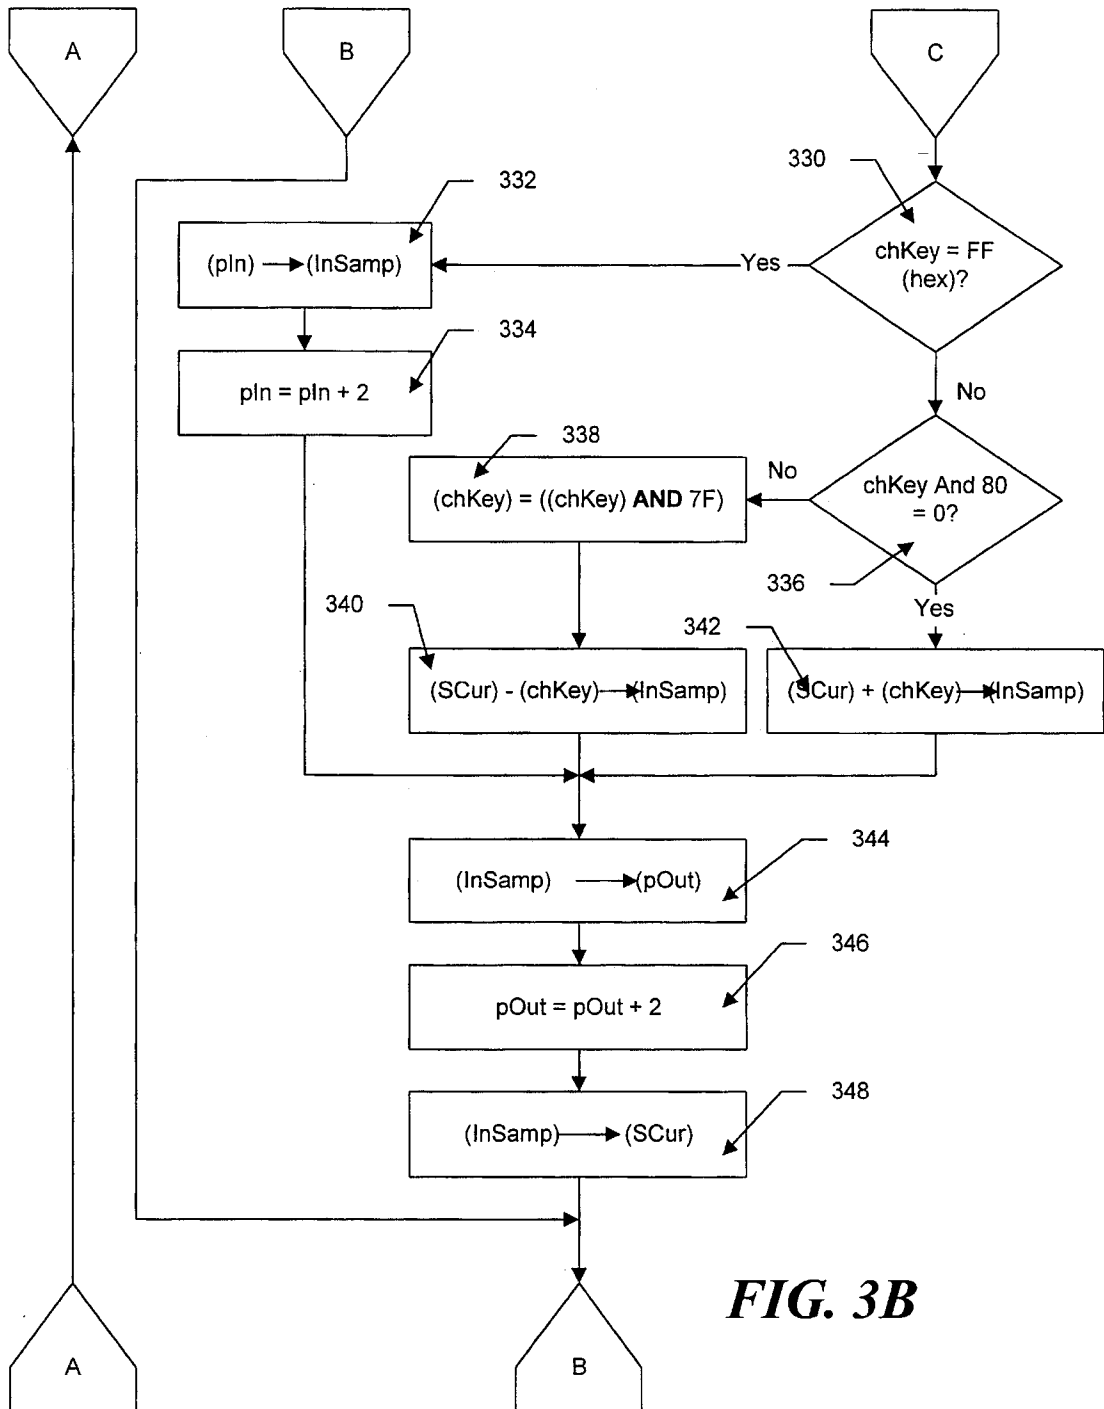 A
B
C
330
332
chKey = FF
(hex)?
Yes
(pIn) → (InSamp)
334
pIn = pIn + 2
No
338
(chKey) = ((chKey) AND 7F)
No
chKey And 80
= 0?
336
Yes
340
342
(SCur) - (chKey) → (InSamp)
(SCur) + (chKey) → (InSamp)
344
(InSamp) → (pOut)
346
pOut = pOut + 2
348
(InSamp) → (SCur)
FIG. 3B
A
B